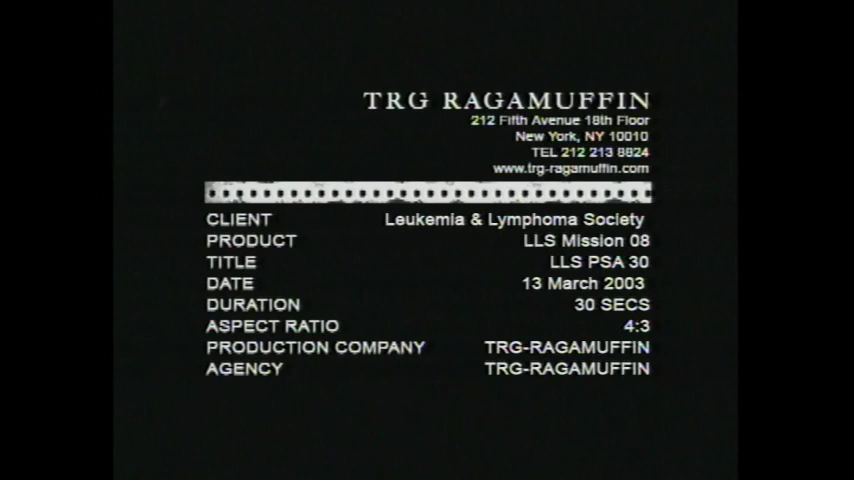 TRG RAGAMUFFIN
212 Fifth Avenue 18th Floor
New York, NY 10010
TEL 212 213 8824
www.trg-ragamuffin.com
CLIENT Leukemia & Lymphoma Society
PRODUCT LLS Mission 08
TITLE LLS PSA 30
DATE 13 March 2003
DURATION 30 SECS
ASPECT RATIO 4:3
PRODUCTION COMPANY TRG-RAGAMUFFIN
AGENCY TRG-RAGAMUFFIN